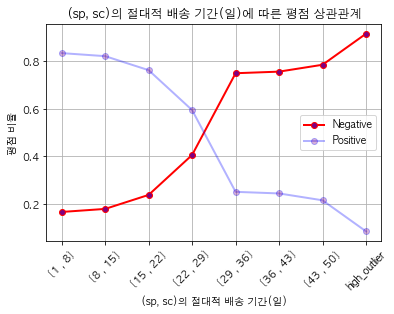 (sp, sc)의 절대적 배송 기간(일)에 따른 평점 상관관계
평점 비율
0.8
0.6
0.4
0.2
Negative
Positive
(1 , 8)
(8 , 15)
(15 , 22)
(22 , 29)
(29 , 36)
(36 , 43)
(43 , 50)
hgh_outlier
(sp, sc)의 절대적 배송 기간(일)